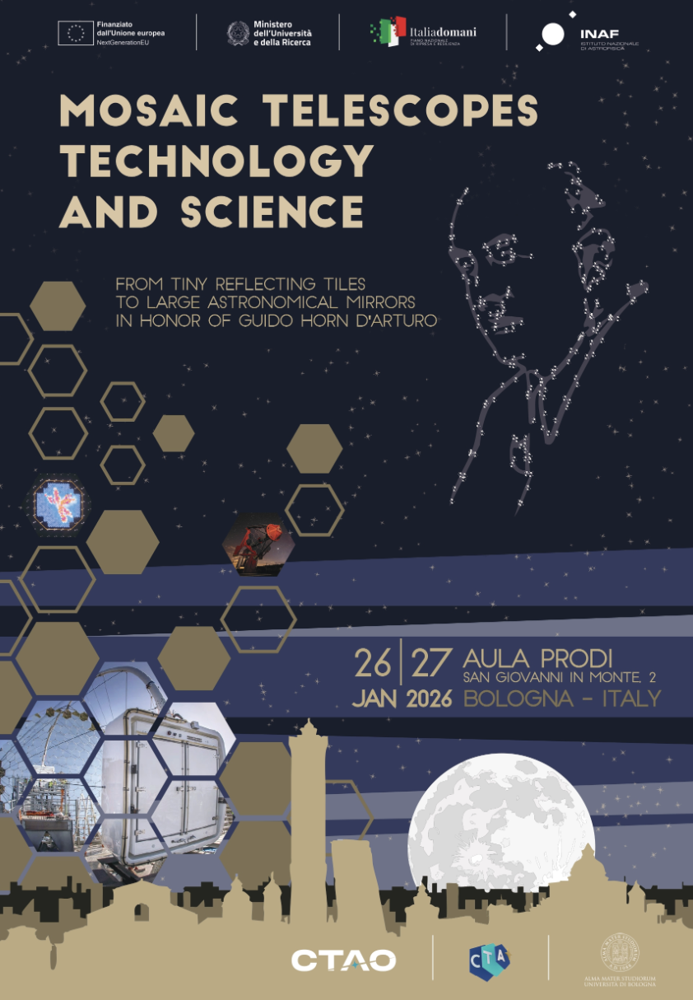 Finanziato
dall'Unione europea
NextGenerationEU
Ministero
dell'Università
e della Ricerca
Italiadomani
PIANO NAZIONALE
DI RIPRESA E RESILIENZA
INAF
ISTITUTO NAZIONALE
DI ASTROFISICA
MOSAIC TELESCOPES
TECHNOLOGY
AND SCIENCE
FROM TINY REFLECTING TILES
TO LARGE ASTRONOMICAL MIRRORS
IN HONOR OF GUIDO HORN D'ARTURO
26 | 27 AULA PRODI
SAN GIOVANNI IN MONTE, 2
JAN 2026 BOLOGNA - ITALY
CTAO
CTA
ALMA MATER STUDIORUM
UNIVERSITÀ DI BOLOGNA